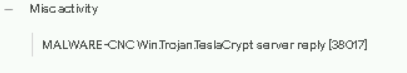 – Misc activity
MALWARE-CNC Win.Trojan.TeslaCrypt server reply [38017]